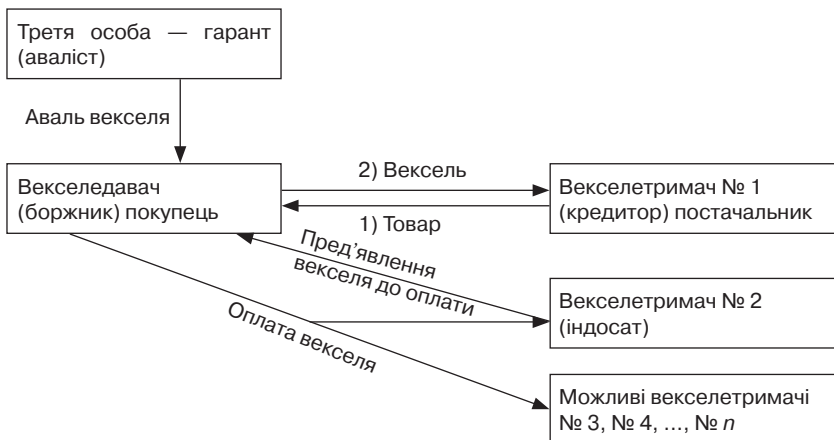 Третя особа — гарант
(аваліст)
Аваль векселя
Векселедавач
(боржник) покупець
2) Вексель
1) Товар
Векселетримач № 1
(кредитор) постачальник
Пред’явлення
векселя до оплати
Оплата векселя
Векселетримач № 2
(індосат)
Можливі векселетримачі
№ 3, № 4, ..., № n